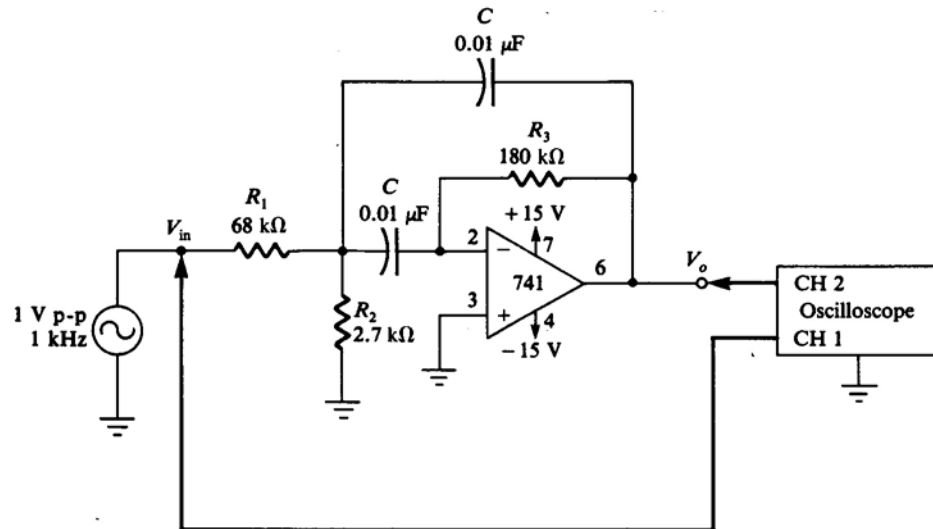 C
0.01 μF
R3
180 kΩ
C
0.01 μF
R1
68 kΩ
Vin
+15 V
2
−
7
741
6
Vo
3
+
4
−15 V
R2
2.7 kΩ
1 V p-p
1 kHz
CH 2
Oscilloscope
CH 1